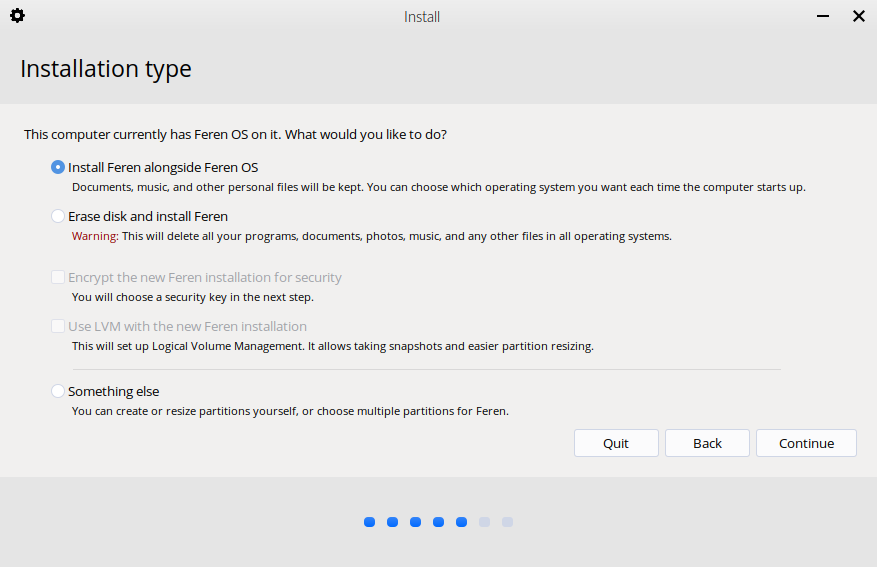 Install
Installation type
This computer currently has Feren OS on it. What would you like to do?
Install Feren alongside Feren OS
Documents, music, and other personal files will be kept. You can choose which operating system you want each time the computer starts up.
Erase disk and install Feren
Warning: This will delete all your programs, documents, photos, music, and any other files in all operating systems.
Encrypt the new Feren installation for security
You will choose a security key in the next step.
Use LVM with the new Feren installation
This will set up Logical Volume Management. It allows taking snapshots and easier partition resizing.
Something else
You can create or resize partitions yourself, or choose multiple partitions for Feren.
Quit Back Continue